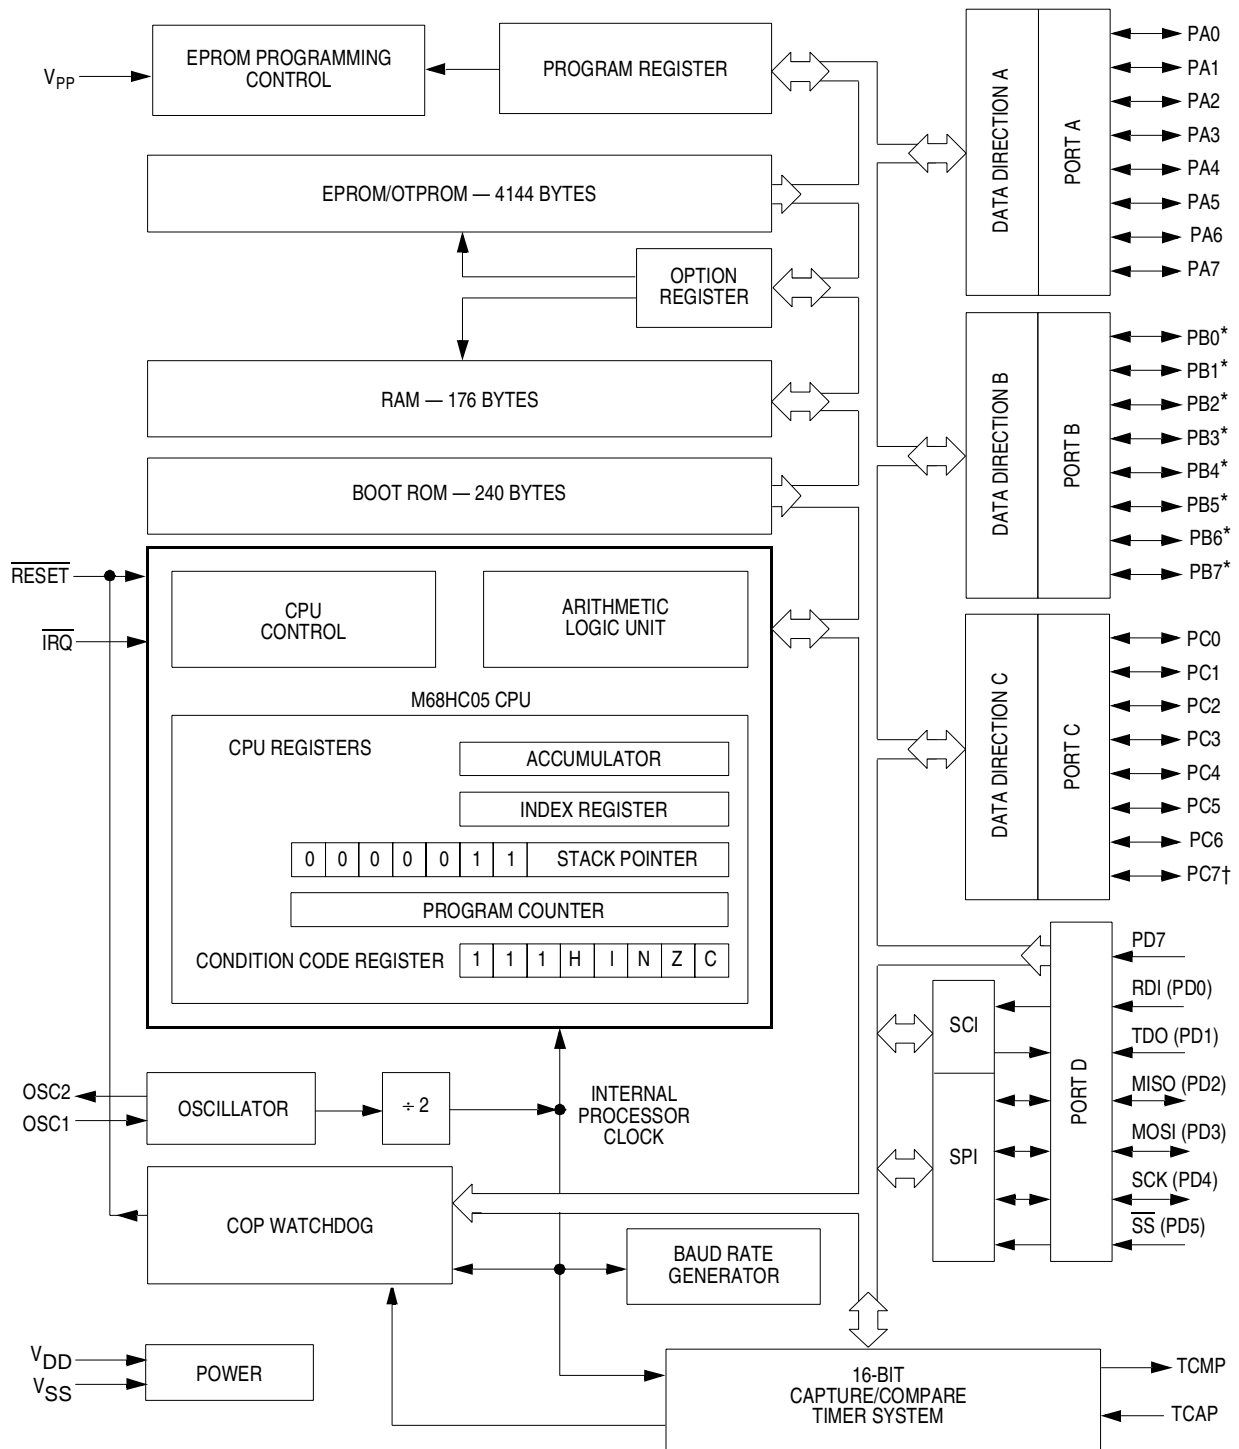 EPROM PROGRAMMING
CONTROL
PROGRAM REGISTER
VPP
EPROM/OTPROM — 4144 BYTES
OPTION
REGISTER
RAM — 176 BYTES
BOOT ROM — 240 BYTES
RESET
IRQ
CPU
CONTROL
ARITHMETIC
LOGIC UNIT
M68HC05 CPU
CPU REGISTERS
ACCUMULATOR
INDEX REGISTER
0 0 0 0 0 1 1 STACK POINTER
PROGRAM COUNTER
CONDITION CODE REGISTER 1 1 1 H I N Z C
OSC2
OSC1
OSCILLATOR
÷ 2
INTERNAL
PROCESSOR
CLOCK
COP WATCHDOG
BAUD RATE
GENERATOR
VDD
VSS
POWER
16-BIT
CAPTURE/COMPARE
TIMER SYSTEM
TCMP
TCAP
DATA DIRECTION A
PORT A
PA0
PA1
PA2
PA3
PA4
PA5
PA6
PA7
DATA DIRECTION B
PORT B
PB0*
PB1*
PB2*
PB3*
PB4*
PB5*
PB6*
PB7*
DATA DIRECTION C
PORT C
PC0
PC1
PC2
PC3
PC4
PC5
PC6
PC7†
SCI
SPI
PORT D
PD7
RDI (PD0)
TDO (PD1)
MISO (PD2)
MOSI (PD3)
SCK (PD4)
SS (PD5)